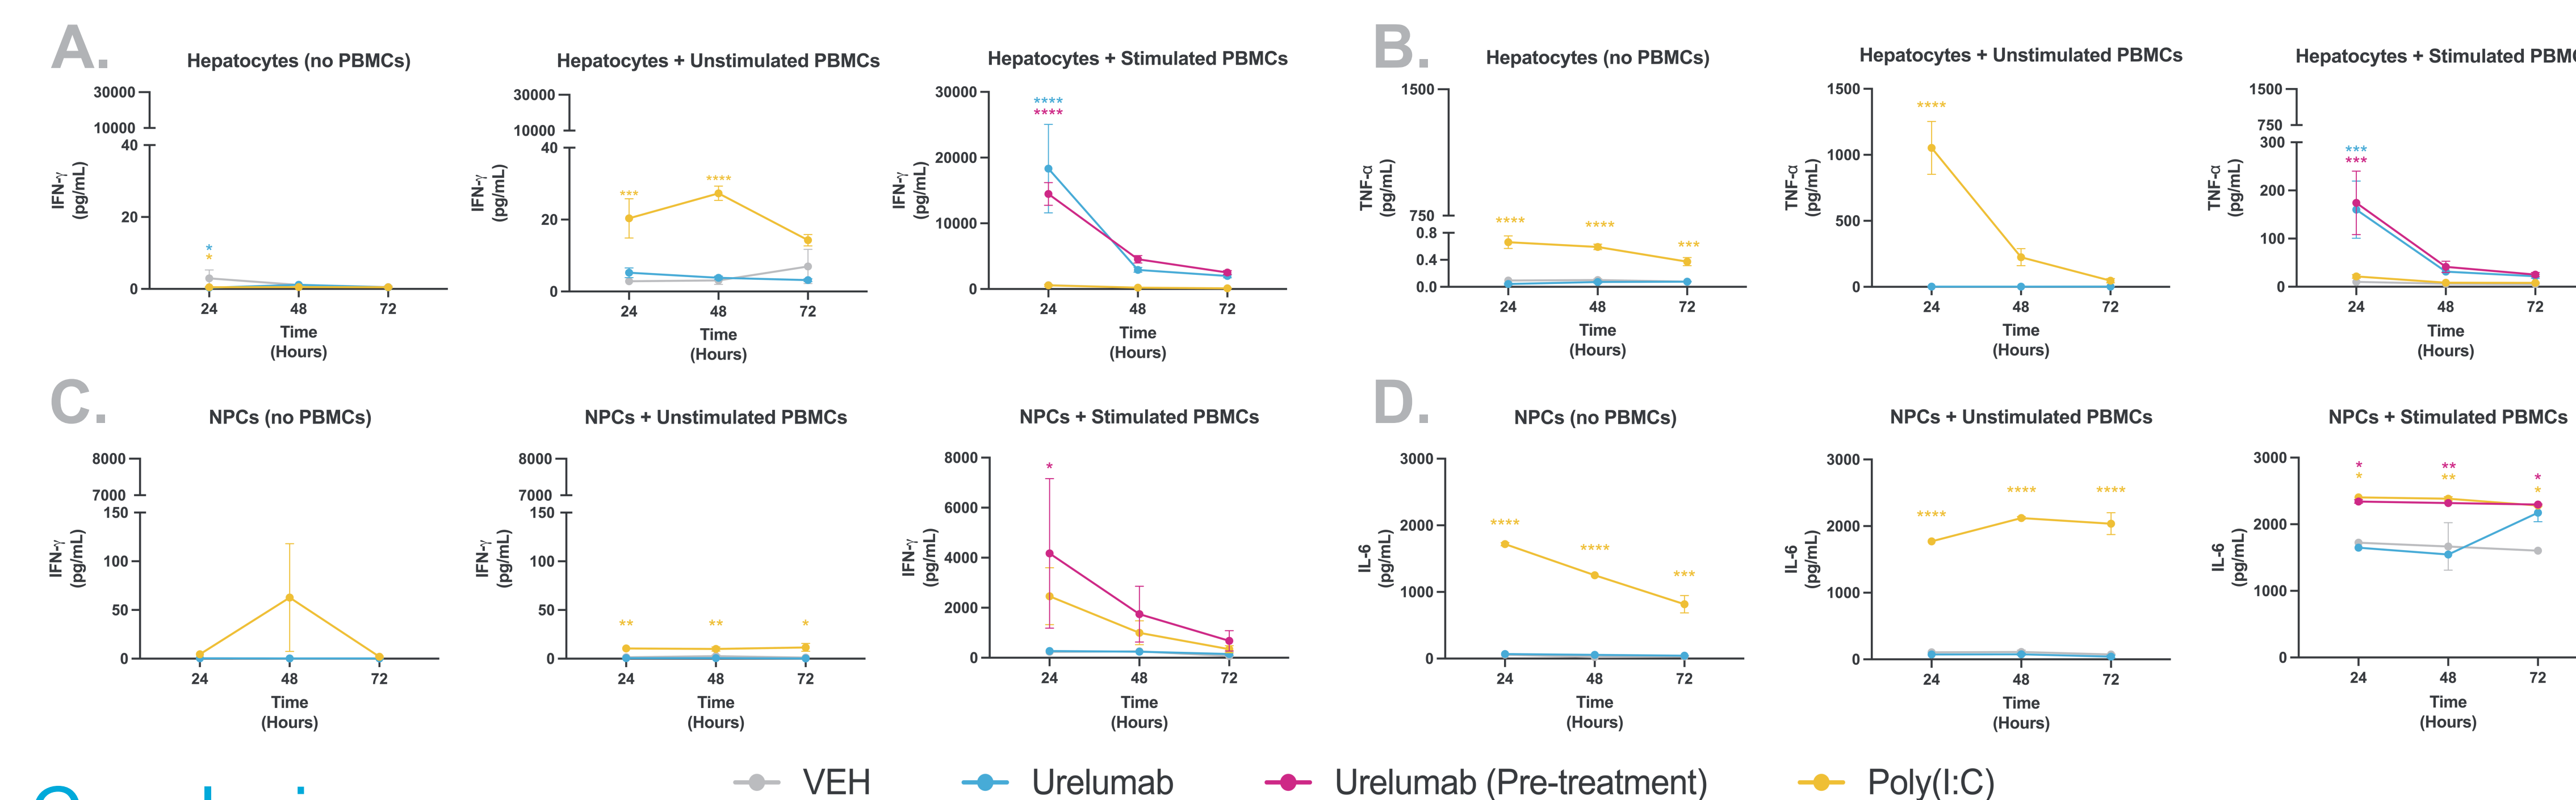 A.
Hepatocytes (no PBMCs)
30000
10000
40
20
0
IFN-γ
(pg/mL)
*
*
24 48 72
Time
(Hours)
Hepatocytes + Unstimulated PBMCs
30000
10000
40
20
0
IFN-γ
(pg/mL)
***
****
24 48 72
Time
(Hours)
Hepatocytes + Stimulated PBMCs
30000
20000
10000
0
IFN-γ
(pg/mL)
****
****
24 48 72
Time
(Hours)
B.
Hepatocytes (no PBMCs)
1500
750
0.8
0.4
0.0
TNF-α
(pg/mL)
****
****
***
24 48 72
Time
(Hours)
Hepatocytes + Unstimulated PBMCs
1500
1000
500
0
TNF-α
(pg/mL)
****
24 48 72
Time
(Hours)
Hepatocytes + Stimulated
1500
750
300
200
100
0
TNF-α
(pg/mL)
***
***
24 48 72
Time
(Hours)
C.
NPCs (no PBMCs)
8000
7000
150
100
50
0
IFN-γ
(pg/mL)
24 48 72
Time
(Hours)
NPCs + Unstimulated PBMCs
8000
7000
150
100
50
0
IFN-γ
(pg/mL)
**
**
*
24 48 72
Time
(Hours)
NPCs + Stimulated PBMCs
8000
6000
4000
2000
0
IFN-γ
(pg/mL)
*
24 48 72
Time
(Hours)
D.
NPCs (no PBMCs)
3000
2000
1000
0
IL-6
(pg/mL)
****
****
***
24 48 72
Time
(Hours)
NPCs + Unstimulated PBMCs
3000
2000
1000
0
IL-6
(pg/mL)
****
****
****
24 48 72
Time
(Hours)
NPCs + Stimulated PBMCs
3000
2000
1000
0
IL-6
(pg/mL)
* ** *
* ** *
24 48 72
Time
(Hours)
VEH Urelumab Urelumab (Pre-treatment) Poly(I:C)